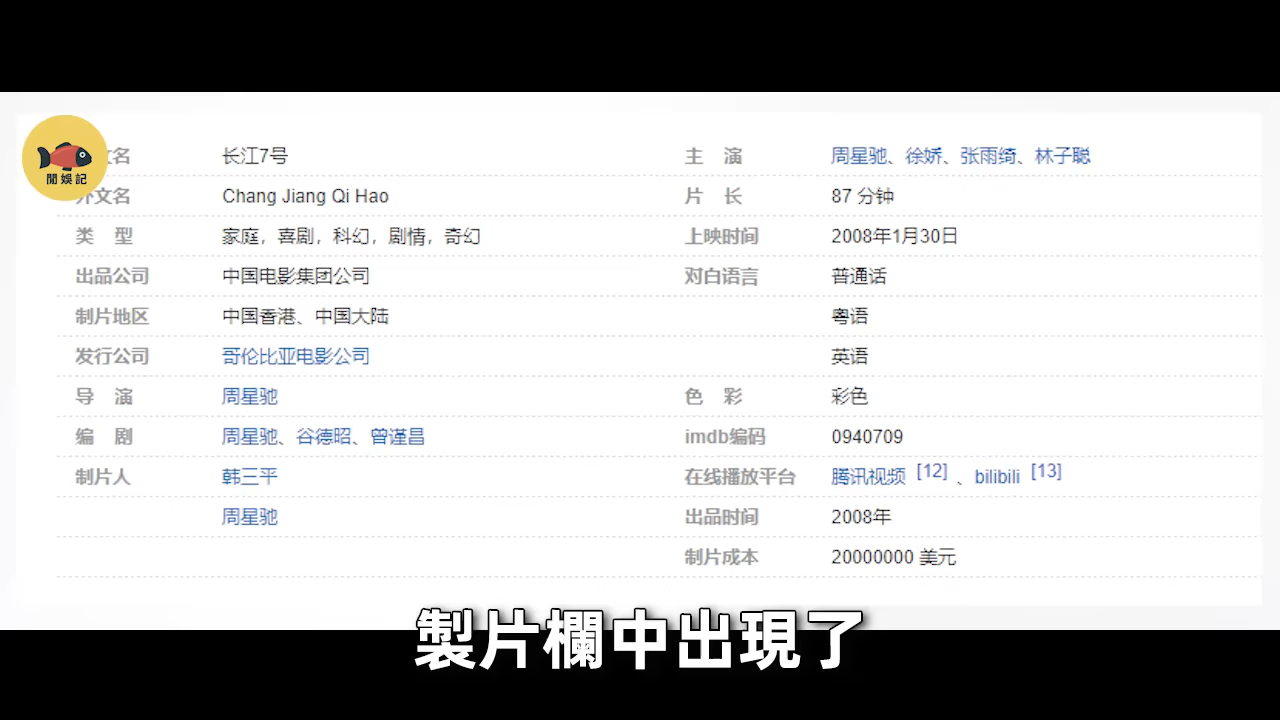 閒娛記
文名
长江7号
主 演
周星驰、徐娇、张雨绮、林子聪
外文名
Chang Jiang Qi Hao
片 长
87 分钟
类 型
家庭，喜剧，科幻，剧情，奇幻
上映时间
2008年1月30日
出品公司
中国电影集团公司
对白语言
普通话
制片地区
中国香港、中国大陆
粤语
发行公司
哥伦比亚电影公司
英语
导 演
周星驰
色 彩
彩色
编 剧
周星驰、谷德昭、曾谨昌
imdb编码
0940709
制片人
韩三平
在线播放平台
腾讯视频 [12] 、bilibili [13]
周星驰
出品时间
2008年
制片成本
20000000 美元
製片欄中出現了